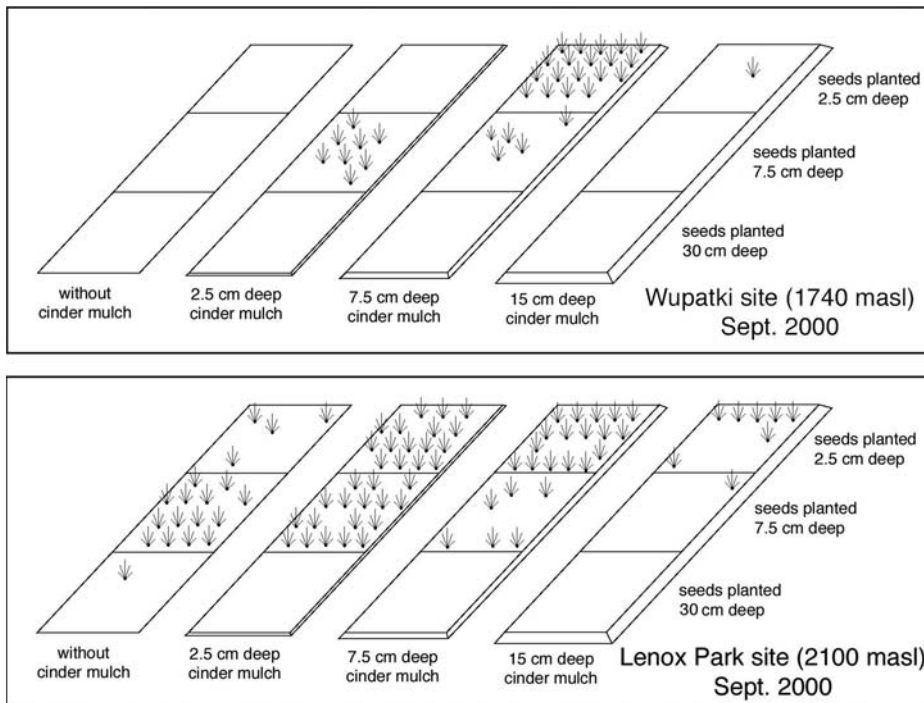 seeds planted
2.5 cm deep
seeds planted
7.5 cm deep
seeds planted
30 cm deep
without
cinder mulch
2.5 cm deep
cinder mulch
7.5 cm deep
cinder mulch
15 cm deep
cinder mulch
Wupatki site (1740 masl)
Sept. 2000
seeds planted
2.5 cm deep
seeds planted
7.5 cm deep
seeds planted
30 cm deep
without
cinder mulch
2.5 cm deep
cinder mulch
7.5 cm deep
cinder mulch
15 cm deep
cinder mulch
Lenox Park site (2100 masl)
Sept. 2000